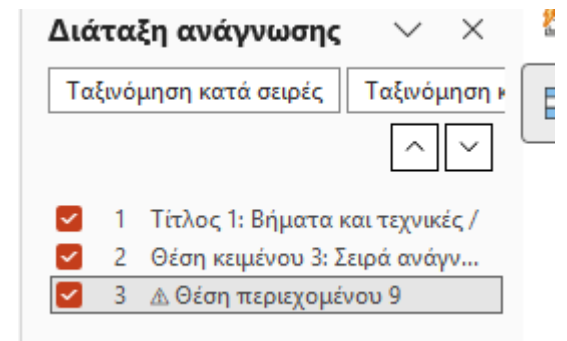 Διάταξη ανάγνωσης
Ταξινόμηση κατά σειρές Ταξινόμηση κ
1 Τίτλος 1: Βήματα και τεχνικές /
2 Θέση κειμένου 3: Σειρά ανάγν...
3 ⚠ Θέση περιεχομένου 9